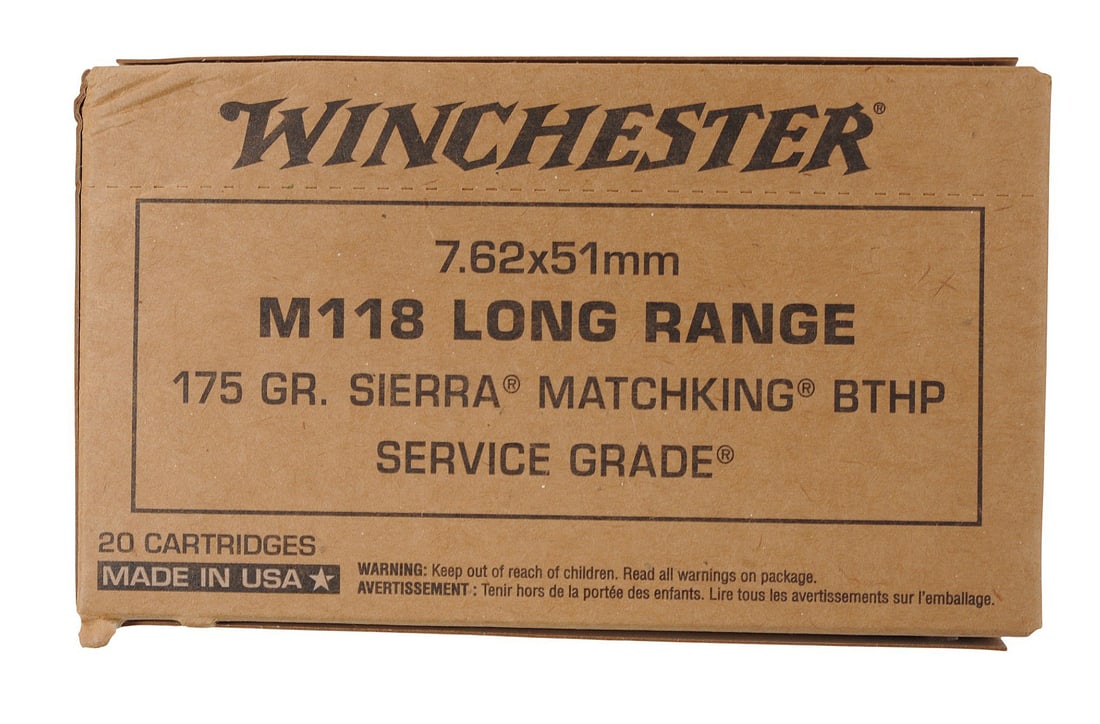 WINCHESTER®
7.62x51mm
M118 LONG RANGE
175 GR. SIERRA® MATCHKING® BTHP
SERVICE GRADE®
20 CARTRIDGES
MADE IN USA ★
WARNING: Keep out of reach of children. Read all warnings on package.
AVERTISSEMENT : Tenir hors de la portée des enfants. Lire tous les avertissements sur l'emballage.